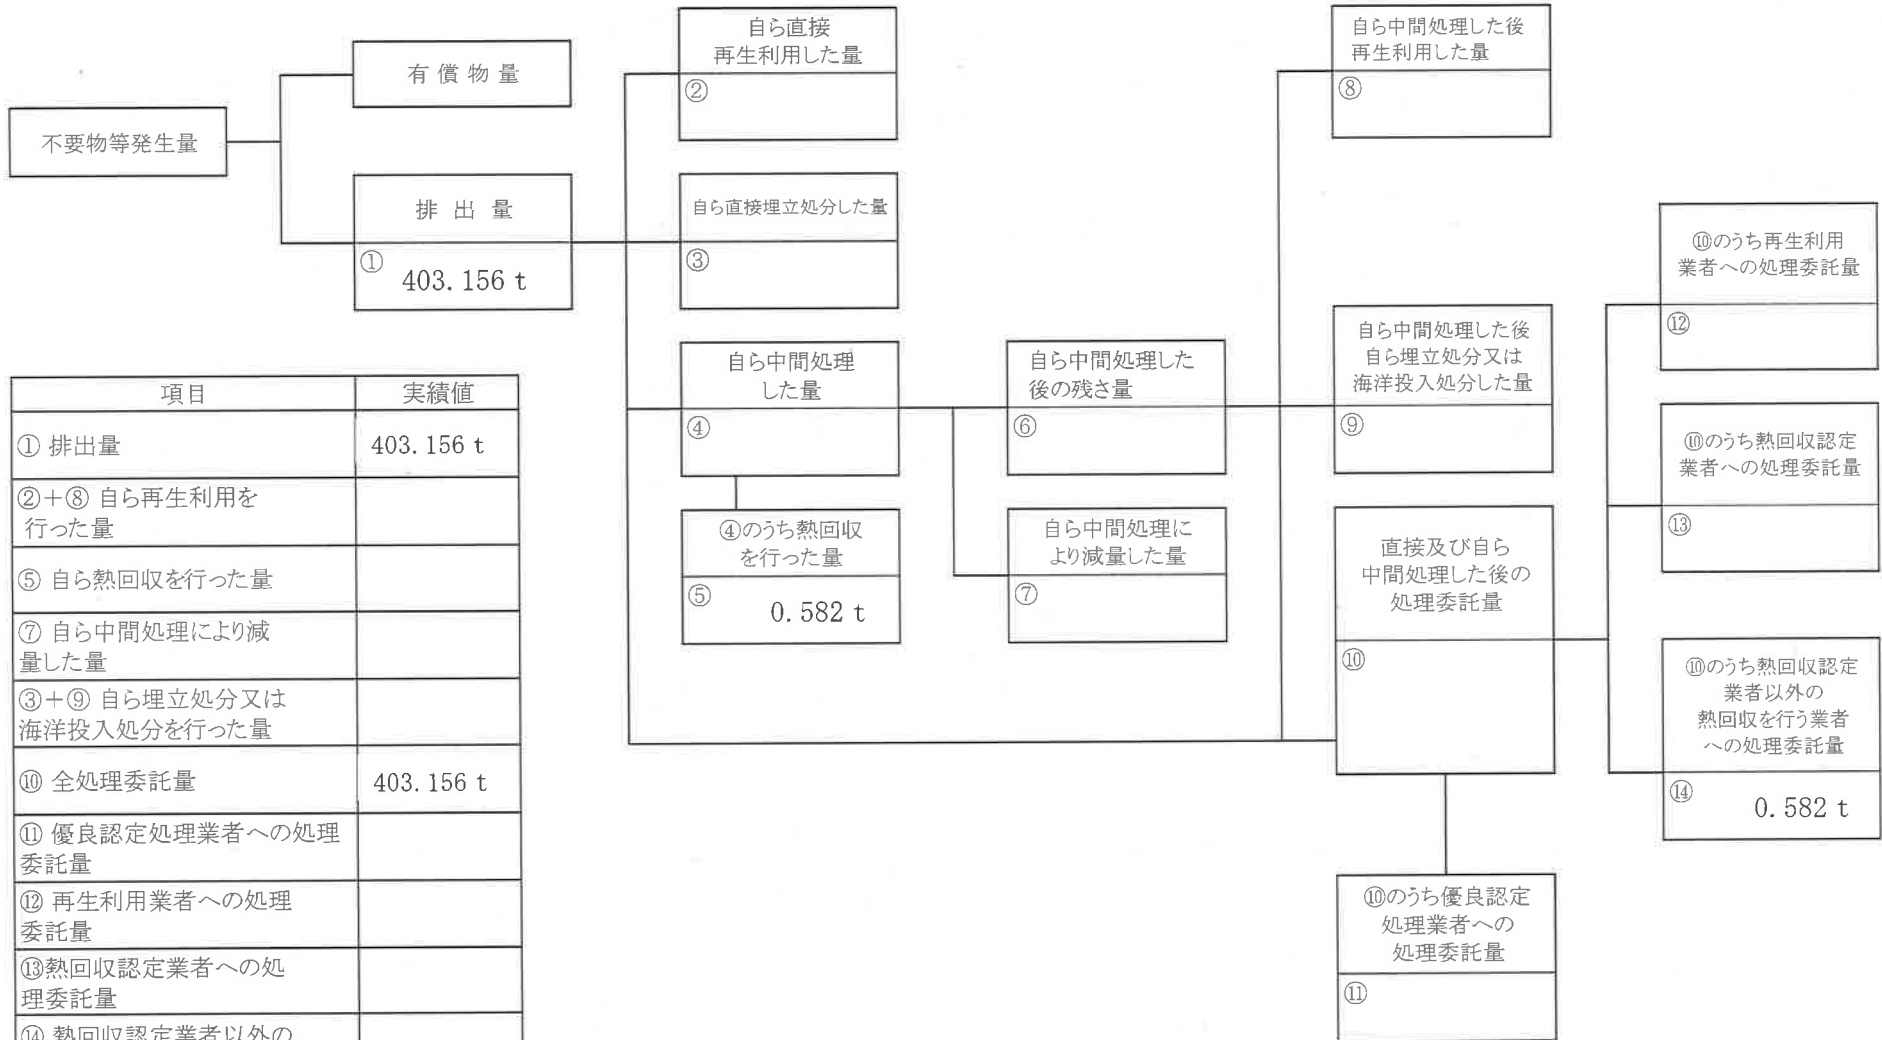 不要物等発生量
有償物量
排出量
①
403.156 t
自ら直接
再生利用した量
②
自ら直接埋立処分した量
③
自ら中間処理
した量
④
④のうち熱回収
を行った量
⑤
0.582 t
自ら中間処理した
後の残さ量
⑥
自ら中間処理に
より減量した量
⑦
自ら中間処理した後
再生利用した量
⑧
自ら中間処理した後
自ら埋立処分又は
海洋投入処分した量
⑨
直接及び自ら
中間処理した後の
処理委託量
⑩
⑩のうち優良認定
処理業者への
処理委託量
⑪
⑩のうち再生利用
業者への処理委託量
⑫
⑩のうち熱回収認定
業者への処理委託量
⑬
⑩のうち熱回収認定
業者以外の
熱回収を行う業者
への処理委託量
⑭
0.582 t
項目 実績値
① 排出量 403.156 t
②+⑧ 自ら再生利用を
行った量
⑤ 自ら熱回収を行った量
⑦ 自ら中間処理により減
量した量
③+⑨ 自ら埋立処分又は
海洋投入処分を行った量
⑩ 全処理委託量 403.156 t
⑪ 優良認定処理業者への処理
委託量
⑫ 再生利用業者への処理
委託量
⑬熱回収認定業者への処
理委託量
⑭ 熱回収認定業者以外の